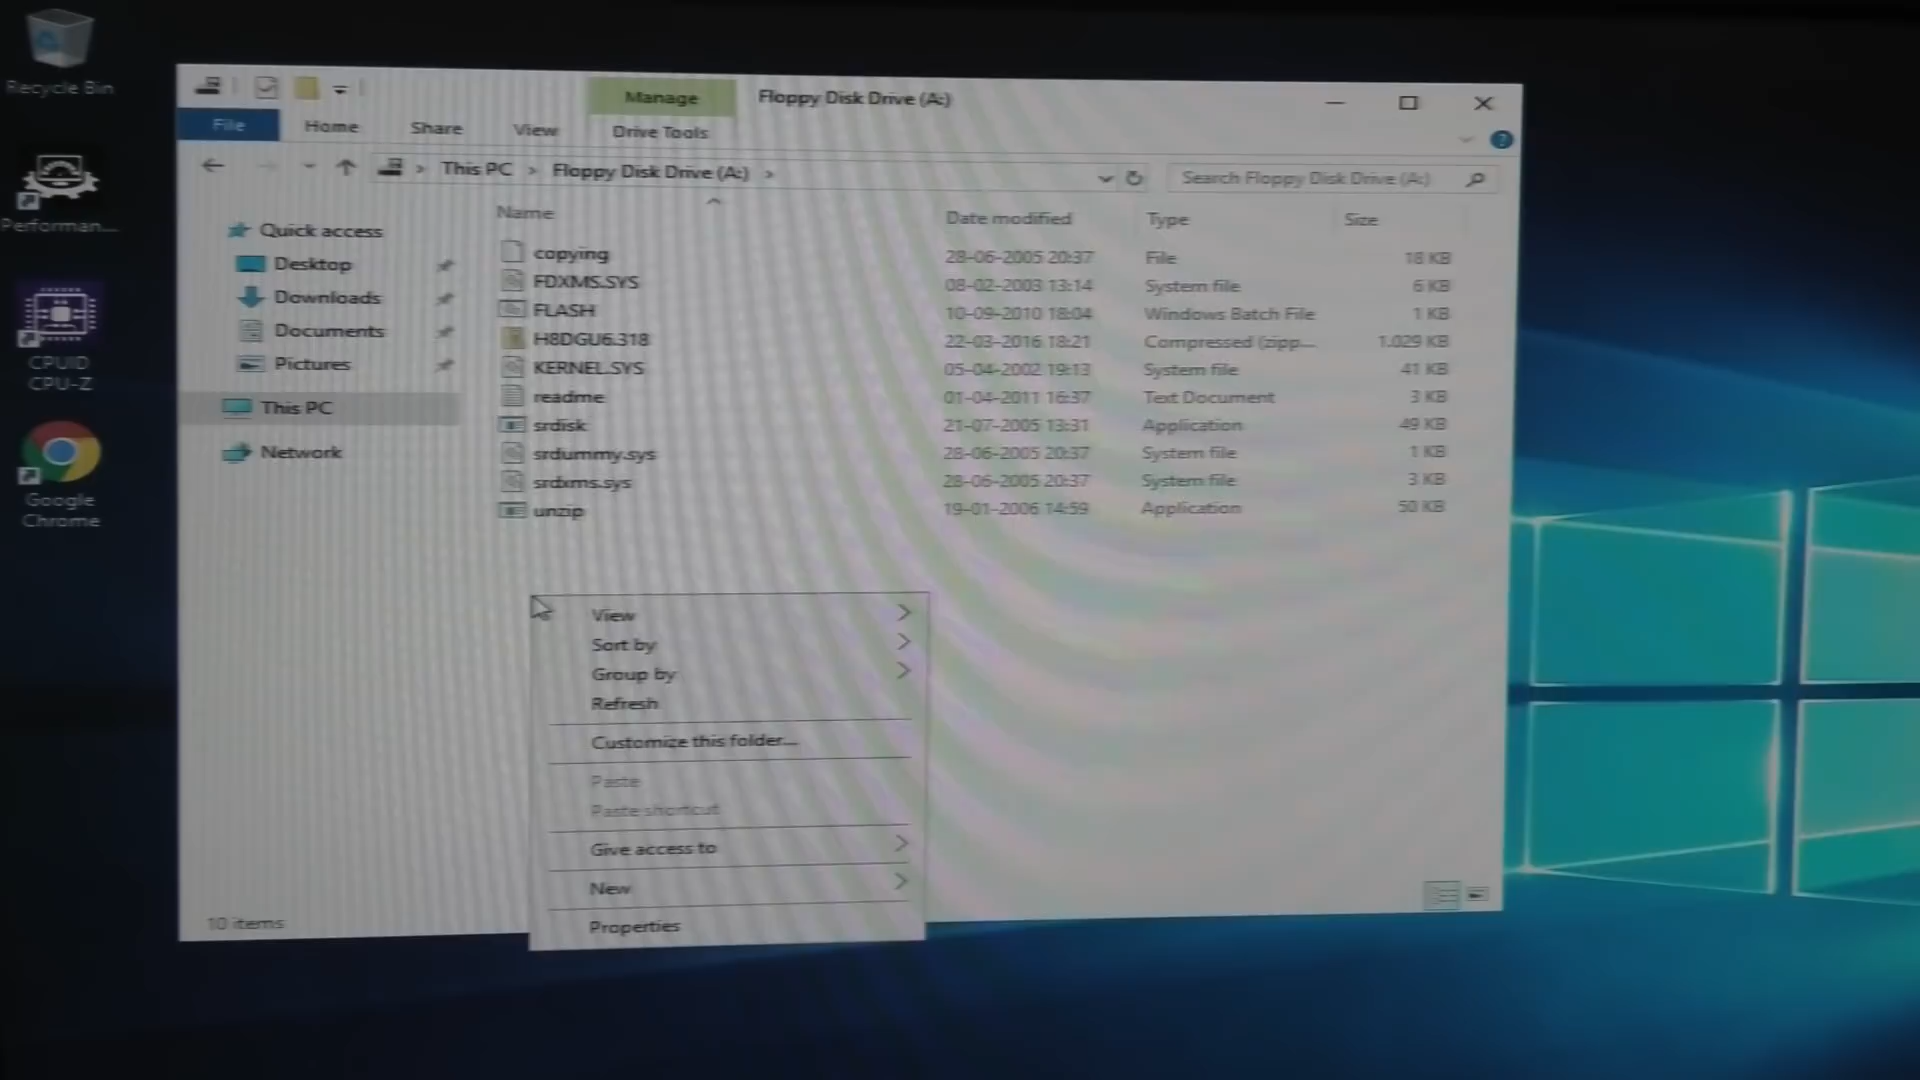 Recycle Bin
Performan...
CPUID
CPU-Z
Google
Chrome
Manage
Floppy Disk Drive (A:)
File
Home
Share
View
Drive Tools
This PC > Floppy Disk Drive (A:) >
Search Floppy Disk Drive (A:)
Quick access
Desktop
Downloads
Documents
Pictures
This PC
Network
Name Date modified Type Size
copying 28-06-2005 20:37 File 18 KB
FDXMS.SYS 08-02-2003 13:14 System file 6 KB
FLASH 10-09-2010 18:04 Windows Batch File 1 KB
H8DGU6.318 22-03-2016 18:21 Compressed (zipp... 1.029 KB
KERNEL.SYS 05-04-2002 19:13 System file 41 KB
readme 01-04-2011 16:37 Text Document 3 KB
srdisk 21-07-2005 13:31 Application 49 KB
srdummy.sys 28-06-2005 20:37 System file 1 KB
srdxms.sys 28-06-2005 20:37 System file 3 KB
unzip 19-01-2006 14:59 Application 50 KB
View
Sort by
Group by
Refresh
Customize this folder...
Paste
Paste shortcut
Give access to
New
Properties
10 items